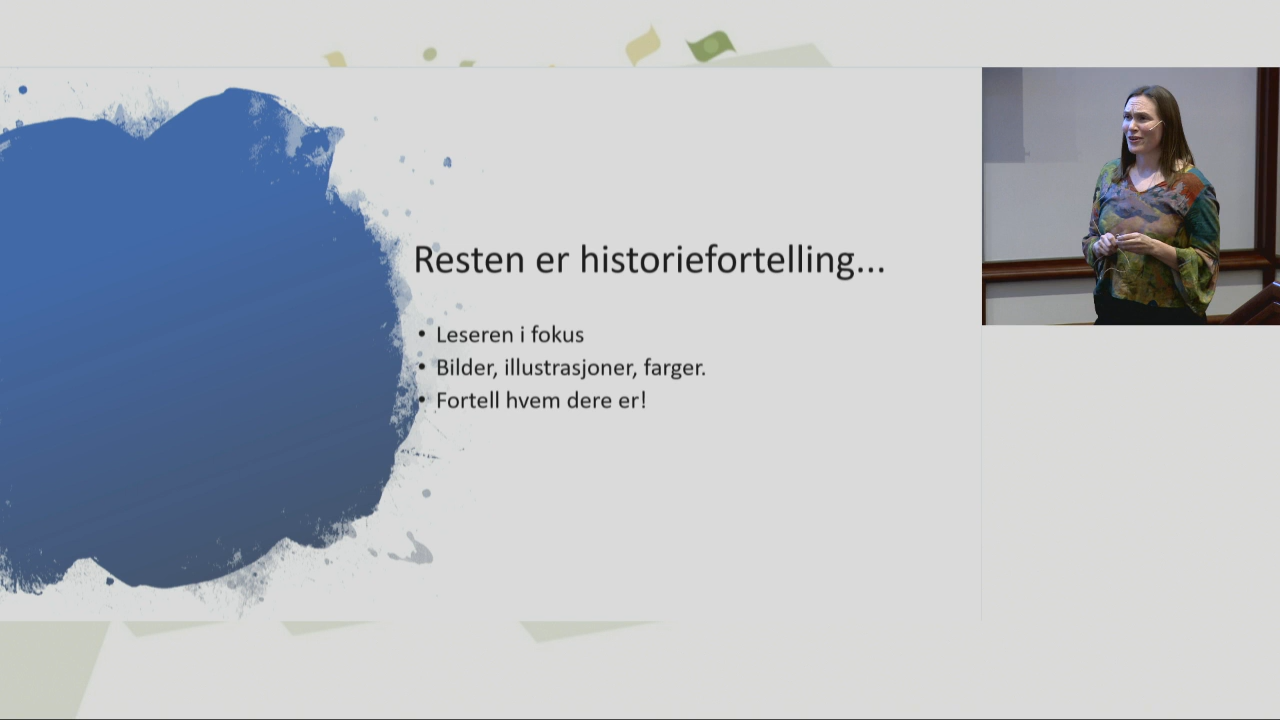 Resten er historiefortelling...
• Leseren i fokus
• Bilder, illustrasjoner, farger.
• Fortell hvem dere er!